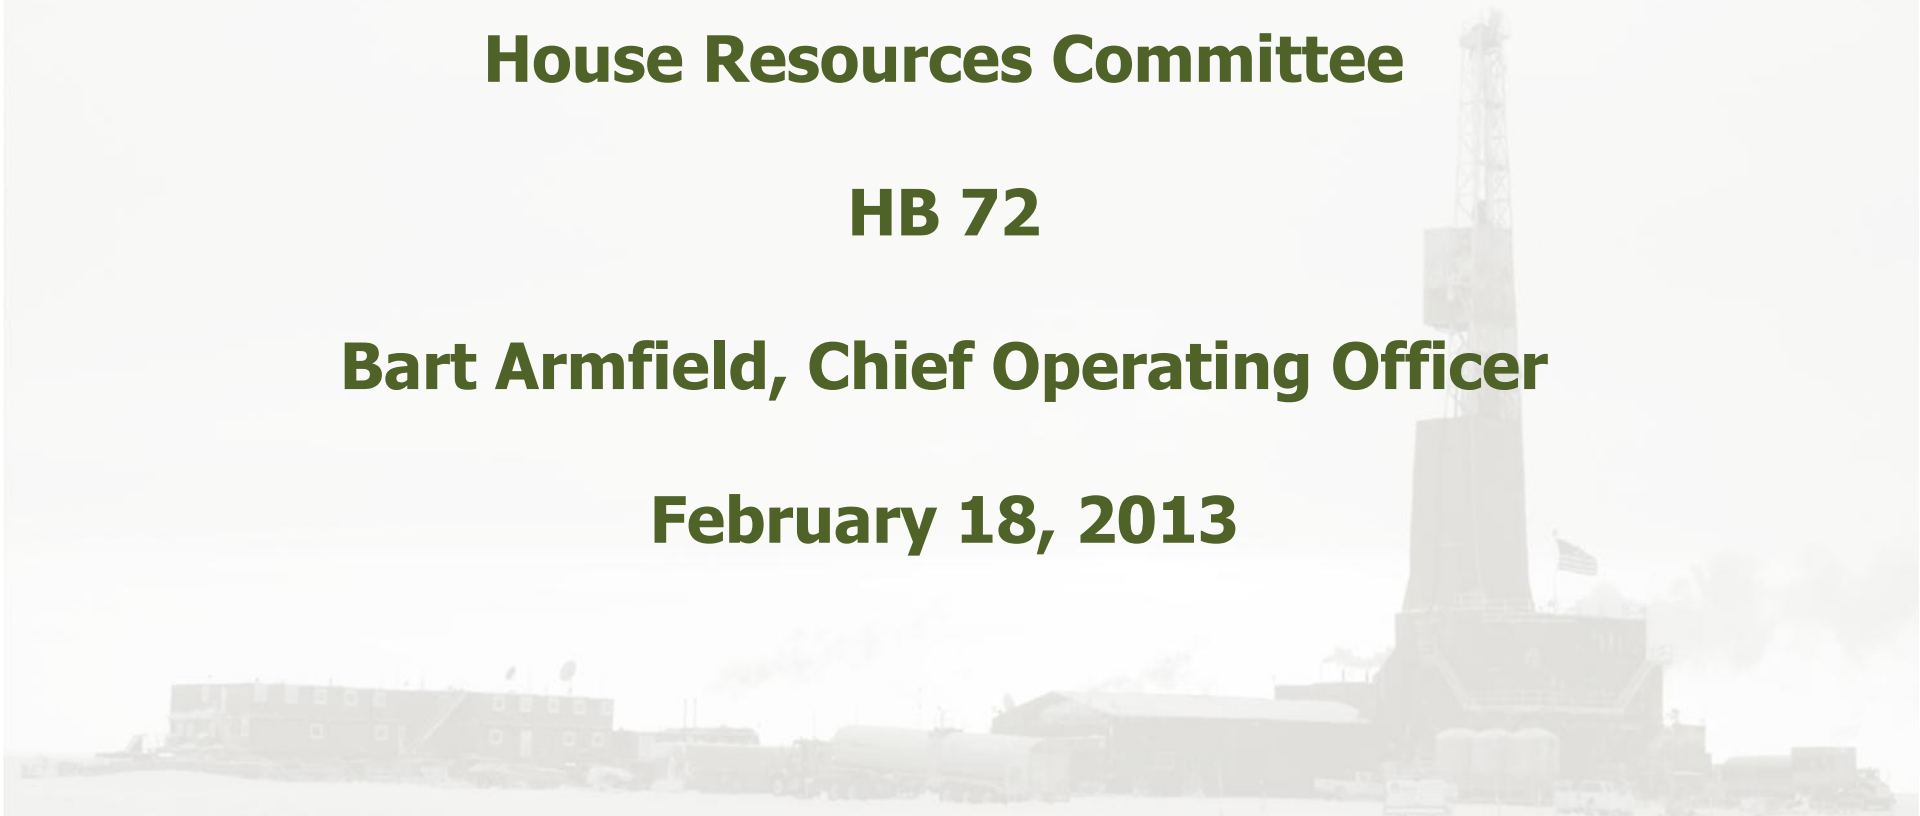 House Resources Committee
HB 72
Bart Armfield, Chief Operating Officer
February 18, 2013